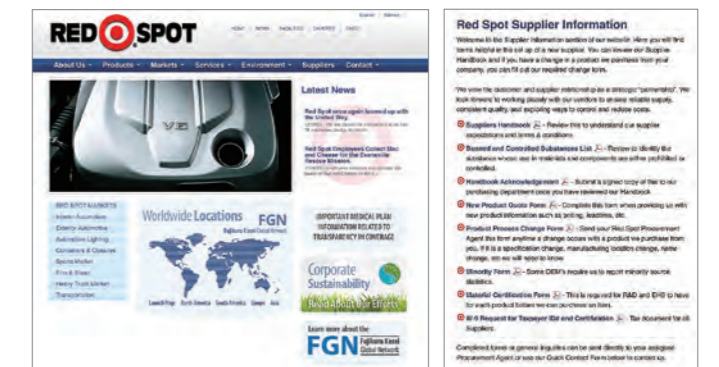 RED SPOT
About Us Products Markets Services Environment Suppliers Contact
Latest News
Red Spot once again teamed up with
the United Way.
Red Spot Employees Collect Mac
and Cheese for the Evansville
Rescue Mission.
V6
RED SPOT MARKETS
Interior Automotive
Exterior Automotive
Automotive Lighting
Containers & Closures
Sports Market
Film & Sheet
Heavy Truck Market
Transportation
Worldwide Locations FGN
Fujikura Kasei Global Network
North America South America Europe Asia
IMPORTANT MEDICAL PLAN
INFORMATION RELATED TO
TRANSPARENCY IN COVERAGE
Corporate
Sustainability
Read About Our Efforts
Learn more about the
FGN Fujikura Kasei
Global Network
Red Spot Supplier Information
Welcome to the Supplier Information section of our website. Here you will find
forms helpful in the set up of a new supplier. You can review our Supplier
Handbook and if you have a change in a product we purchase from your
company, you can fill out our required change form.
We view the customer and supplier relationship as a strategic "partnership". We
look forward to working closely with our vendors to ensure reliable supply,
consistent quality, and exploring ways to control and reduce costs.
Suppliers Handbook - Review this to understand our supplier
expectations and terms & conditions.
Banned and Controlled Substances List - Review to identify the
substance whose use in materials and components are either prohibited or
controlled.
Handbook Acknowledgement - Submit a signed copy of this to our
purchasing department once you have reviewed our Handbook
New Product Quote Form - Complete this form when providing us with
new product information such as pricing, leadtime, etc.
Product Process Change Form - Send your Red Spot Procurement
Agent this form anytime a change occurs with a product we purchase from
you. If it is a specification change, manufacturing location change, name
change, etc we will need to know
Minority Form - Some OEM's require us to report minority source
statistics.
Material Certification Form - This is required for R&D and EHS to have
for each product before we can purchase an item.
W-9 Request for Taxpayer ID# and Certification - Tax document for all
Suppliers.
Completed forms or general inquiries can be sent directly to your assigned
Procurement Agent or use our Quick Contact Form below to contact us.